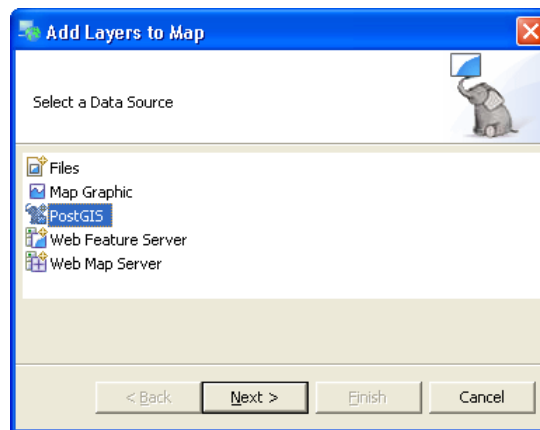 Add Layers to Map
Select a Data Source
Files
Map Graphic
PostGIS
Web Feature Server
Web Map Server
< Back Next > Finish Cancel